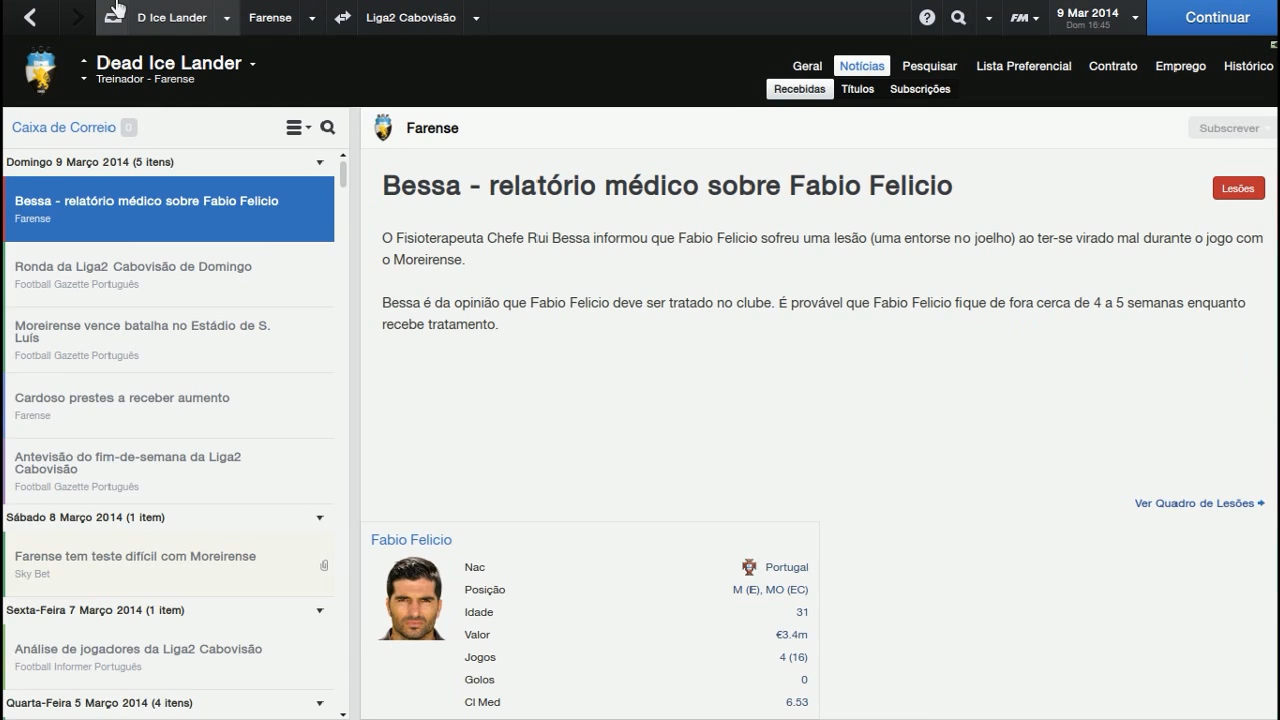 D Ice Lander
Farense
Liga2 Cabovisão
FM
9 Mar 2014
Dom 16:45
Continuar
Dead Ice Lander
Treinador - Farense
Geral
Notícias
Pesquisar
Lista Preferencial
Contrato
Emprego
Histórico
Recebidas
Títulos
Subscrições
Caixa de Correio 0
Domingo 9 Março 2014 (5 itens)
Bessa - relatório médico sobre Fabio Felicio
Farense
Ronda da Liga2 Cabovisão de Domingo
Football Gazette Português
Moreirense vence batalha no Estádio de S.
Luís
Football Gazette Português
Cardoso prestes a receber aumento
Farense
Antevisão do fim-de-semana da Liga2
Cabovisão
Football Gazette Português
Sábado 8 Março 2014 (1 item)
Farense tem teste difícil com Moreirense
Sky Bet
Sexta-Feira 7 Março 2014 (1 item)
Análise de jogadores da Liga2 Cabovisão
Football Informer Português
Quarta-Feira 5 Março 2014 (4 itens)
Farense
Subscrever
Bessa - relatório médico sobre Fabio Felicio
Lesões
O Fisioterapeuta Chefe Rui Bessa informou que Fabio Felicio sofreu uma lesão (uma entorse no joelho) ao ter-se virado mal durante o jogo com
o Moreirense.
Bessa é da opinião que Fabio Felicio deve ser tratado no clube. É provável que Fabio Felicio fique de fora cerca de 4 a 5 semanas enquanto
recebe tratamento.
Ver Quadro de Lesões
Fabio Felicio
Nac Portugal
Posição M (E), MO (EC)
Idade 31
Valor €3.4m
Jogos 4 (16)
Golos 0
Cl Med 6.53